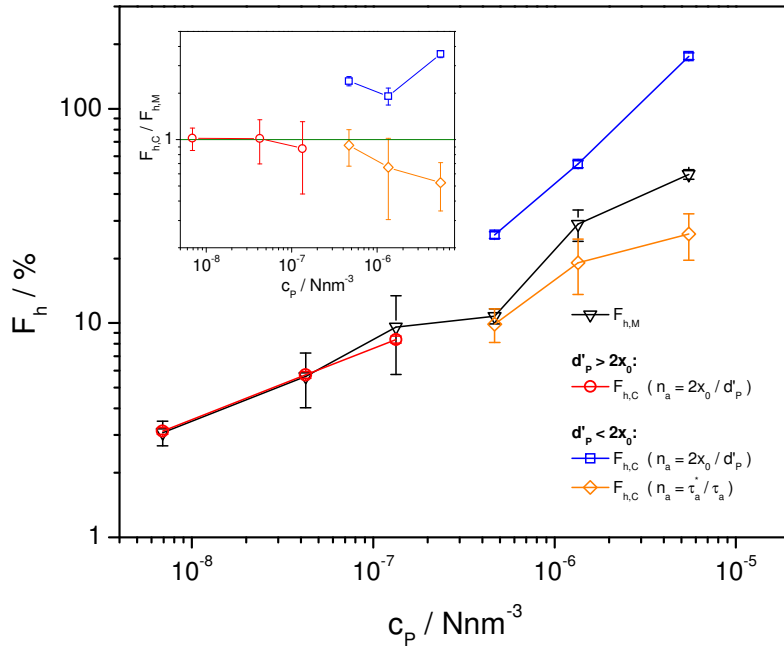 100%
10
1
F_h / %
10^-8
10^-7
10^-6
10^-5
c_P / Nnm^-3
F_h,C / F_h,M
1
10^-8
10^-7
10^-6
c_P / Nnm^-3
F_h,M
d'_P > 2x_0:
F_h,C ( n_a = 2x_0 / d'_P )
d'_P < 2x_0:
F_h,C ( n_a = 2x_0 / d'_P )
F_h,C ( n_a = τ_a^* / τ_a )